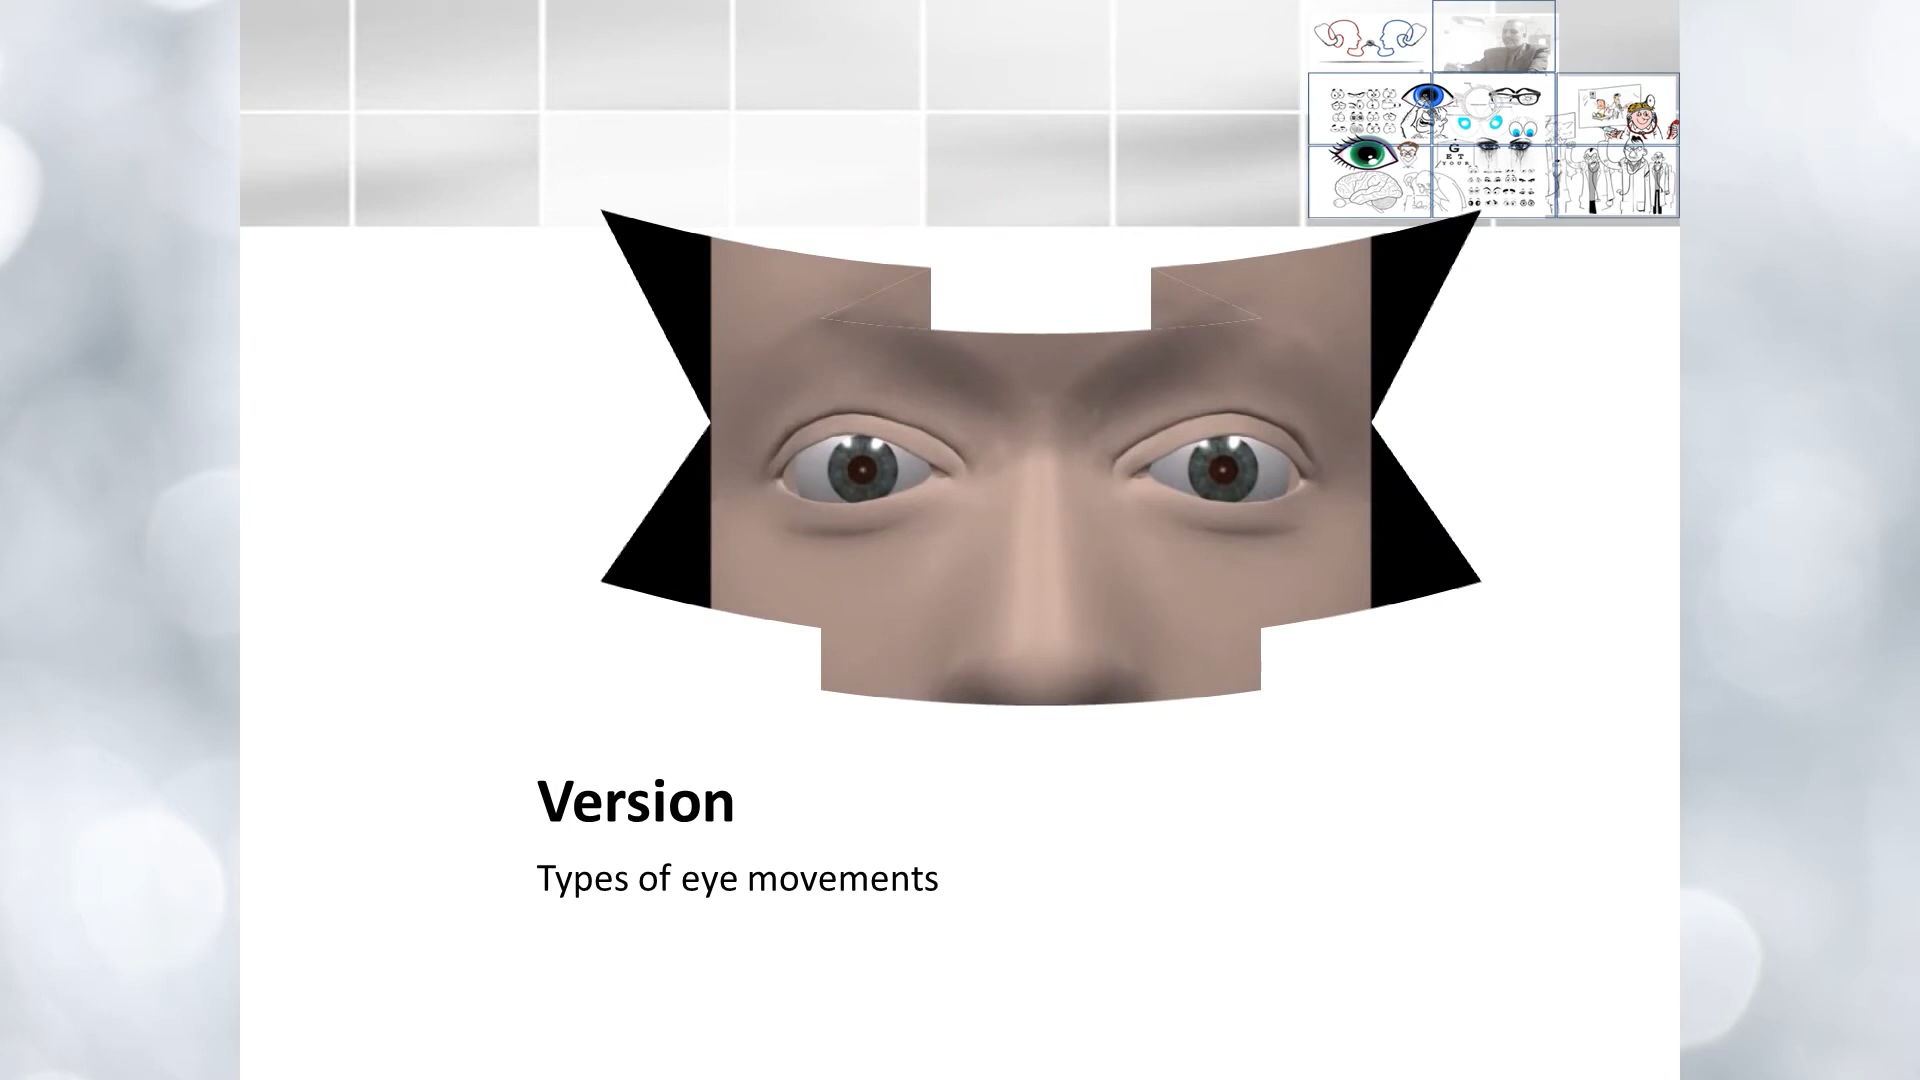 G
E T
Y O U R
Version
Types of eye movements